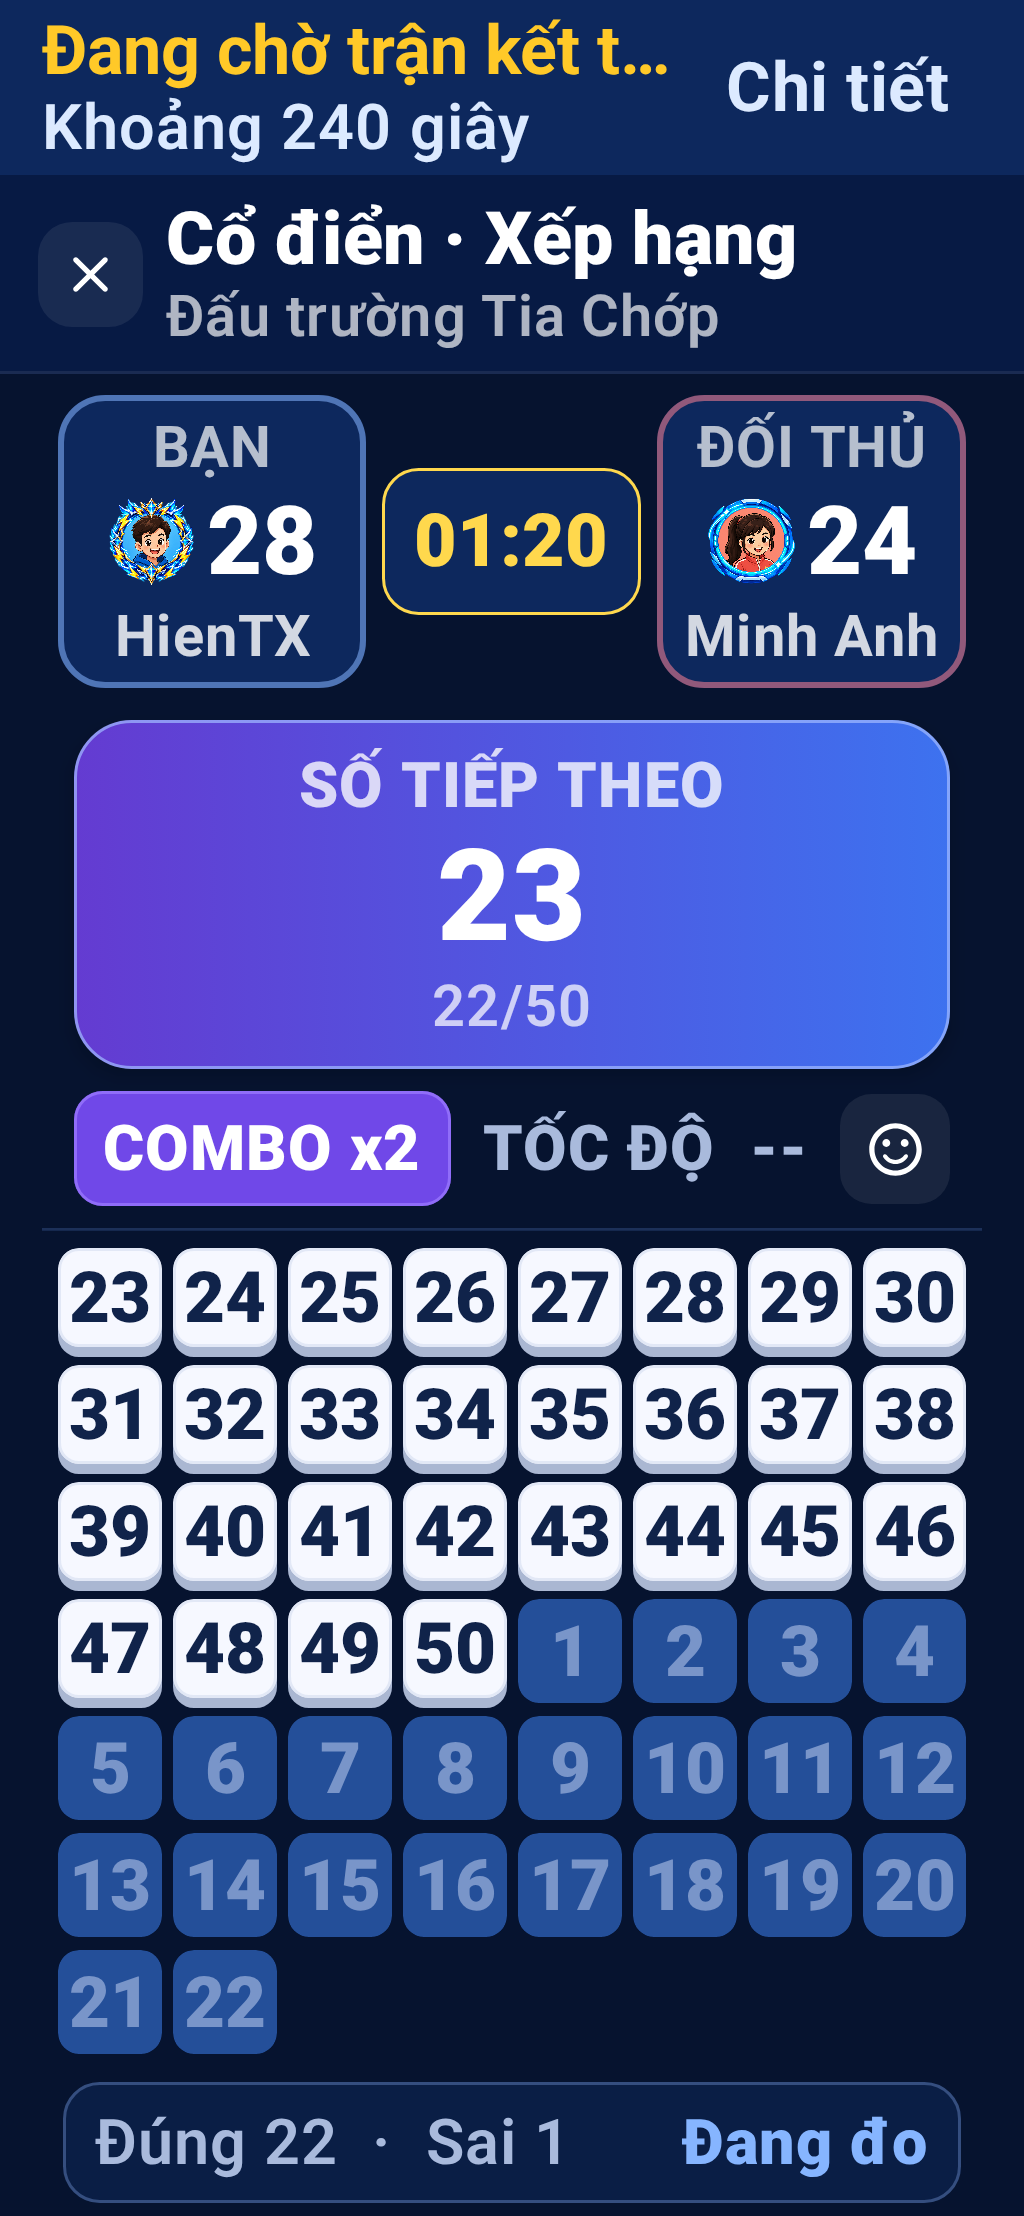 Đang chờ trận kết t...
Khoảng 240 giây
Chi tiết
Cổ điển · Xếp hạng
Đấu trường Tia Chớp
BẠN
28
HienTX
01:20
ĐỐI THỦ
24
Minh Anh
SỐ TIẾP THEO
23
22/50
COMBO x2 TỐC ĐỘ --
23 24 25 26 27 28 29 30
31 32 33 34 35 36 37 38
39 40 41 42 43 44 45 46
47 48 49 50 1 2 3 4
5 6 7 8 9 10 11 12
13 14 15 16 17 18 19 20
21 22
Đúng 22 · Sai 1 Đang đo